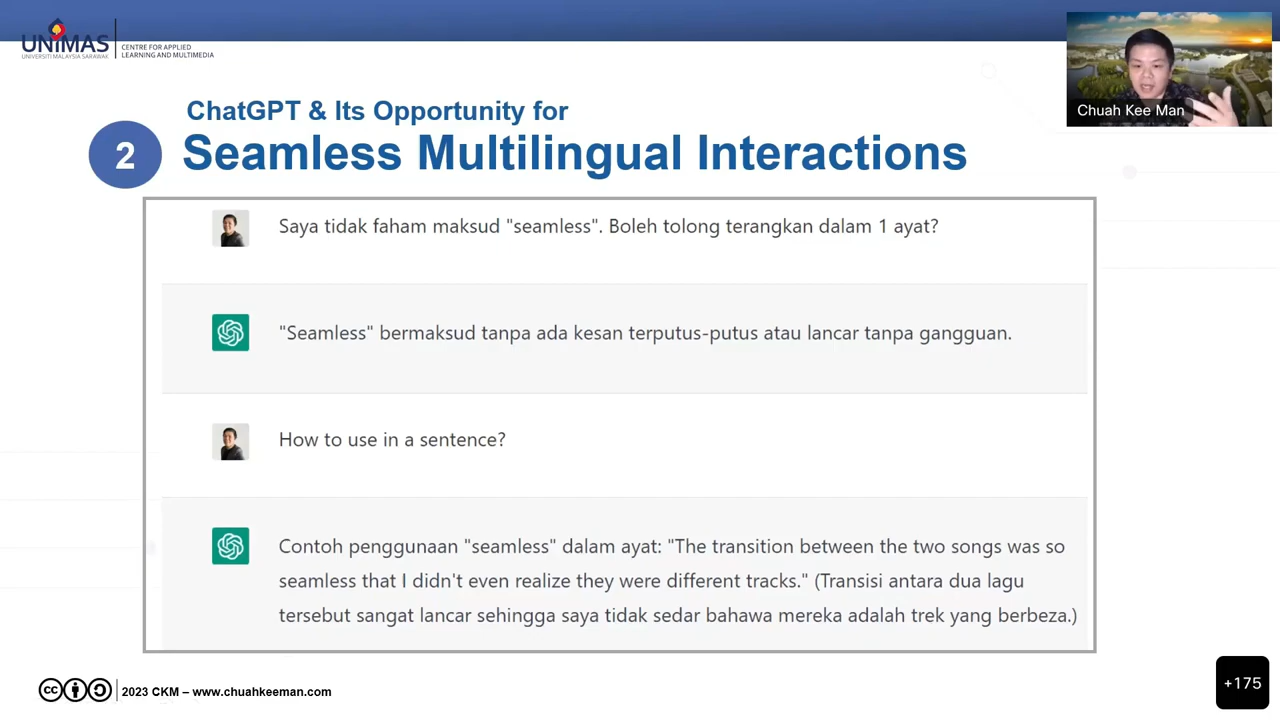 UNIMAS
UNIVERSITI MALAYSIA SARAWAK
CENTRE FOR APPLIED
LEARNING AND MULTIMEDIA
Chuah Kee Man
ChatGPT & Its Opportunity for
2
Seamless Multilingual Interactions
Saya tidak faham maksud "seamless". Boleh tolong terangkan dalam 1 ayat?
"Seamless" bermaksud tanpa ada kesan terputus-putus atau lancar tanpa gangguan.
How to use in a sentence?
Contoh penggunaan "seamless" dalam ayat: "The transition between the two songs was so
seamless that I didn't even realize they were different tracks." (Transisi antara dua lagu
tersebut sangat lancar sehingga saya tidak sedar bahawa mereka adalah trek yang berbeza.)
cc
2023 CKM – www.chuahkeeman.com
+175